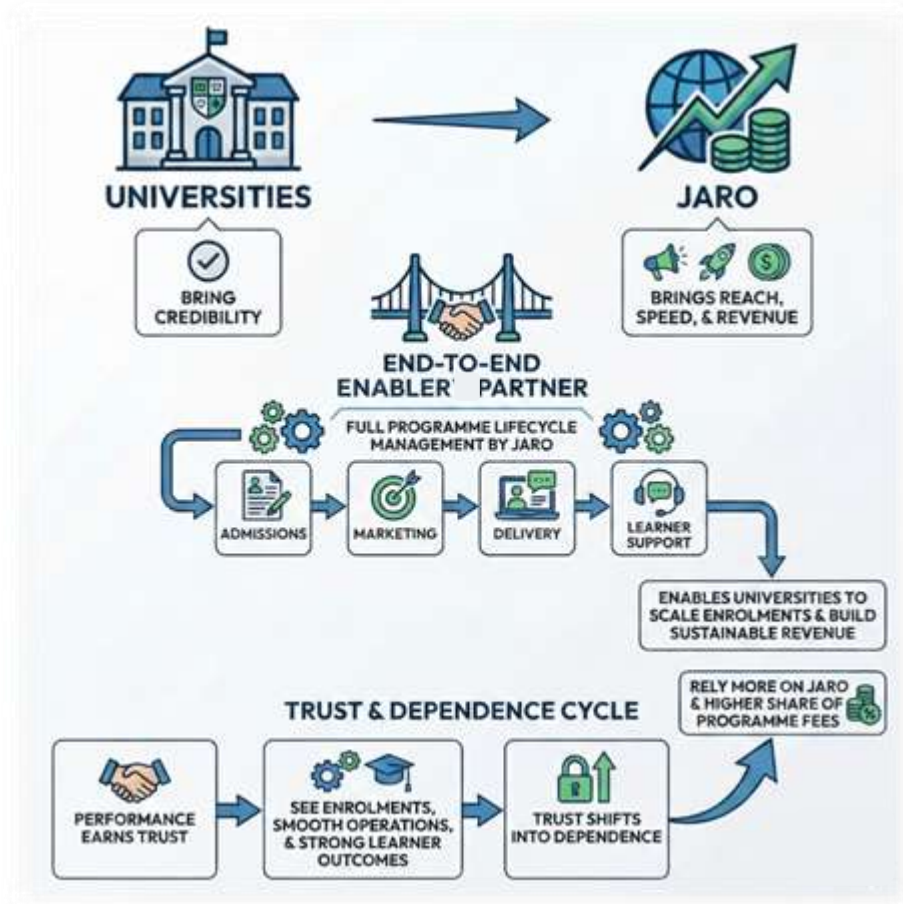 UNIVERSITIES
JARO
BRING
CREDIBILITY
BRINGS REACH,
SPEED, & REVENUE
END-TO-END
ENABLER' PARTNER
FULL PROGRAMME LIFECYCLE
MANAGEMENT BY JARO
ADMISSIONS
MARKETING
DELIVERY
LEARNER
SUPPORT
ENABLES UNIVERSITIES TO
SCALE ENROLMENTS & BUILD
SUSTAINABLE REVENUE
RELY MORE ON JARO
& HIGHER SHARE OF
PROGRAMME FEES
TRUST & DEPENDENCE CYCLE
PERFORMANCE
EARNS TRUST
SEE ENROLMENTS,
SMOOTH OPERATIONS,
& STRONG LEARNER
OUTCOMES
TRUST SHIFTS
INTO DEPENDENCE